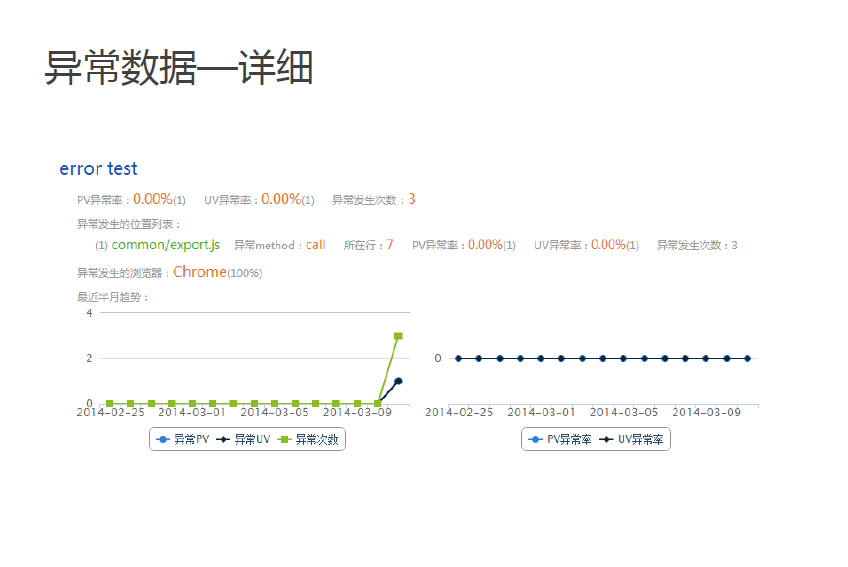 异常数据—详细
error test
PV异常率：0.00%(1) UV异常率：0.00%(1) 异常发生次数：3
异常发生的位置列表：
(1) common/export.js 异常method：call 所在行：7 PV异常率：0.00%(1) UV异常率：0.00%(1) 异常发生次数：3
异常发生的浏览器：Chrome(100%)
最近半月趋势：
4
2
0
2014-02-25 2014-03-01 2014-03-05 2014-03-09
异常PV 异常UV 异常次数
0
2014-02-25 2014-03-01 2014-03-05 2014-03-09
PV异常率 UV异常率